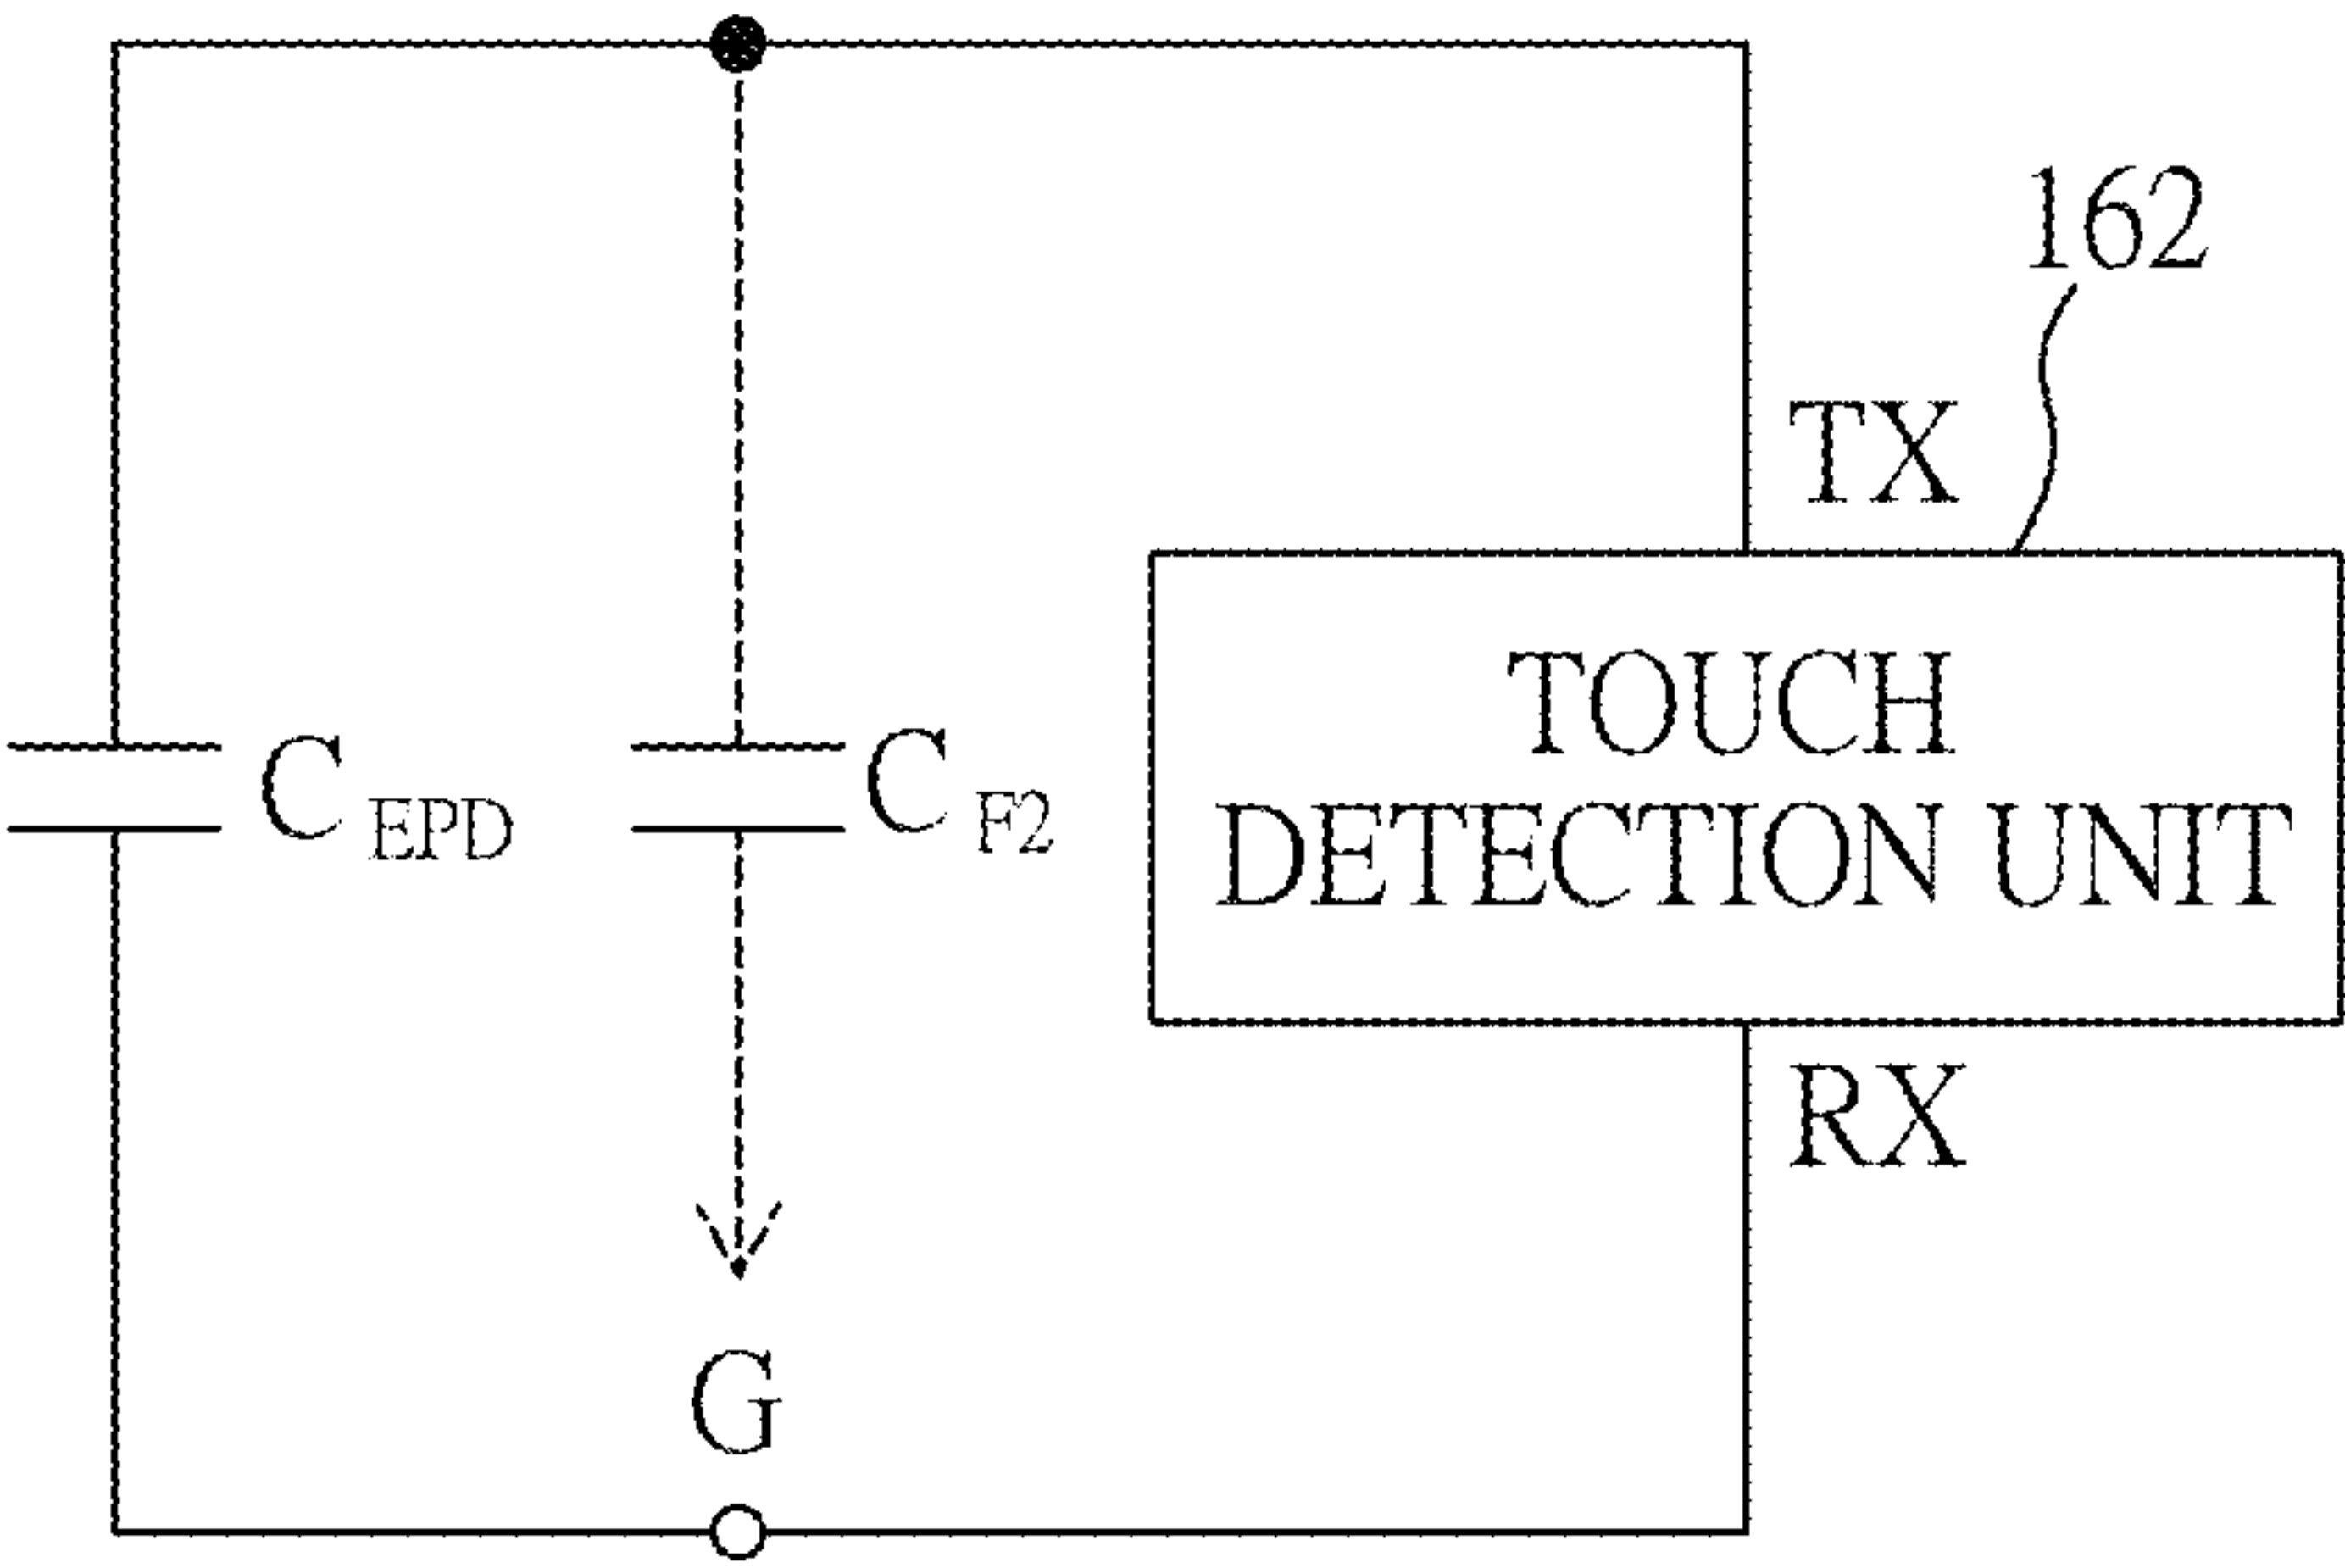 162
TX
TOUCH
DETECTION UNIT
C EPD
C F2
RX
G